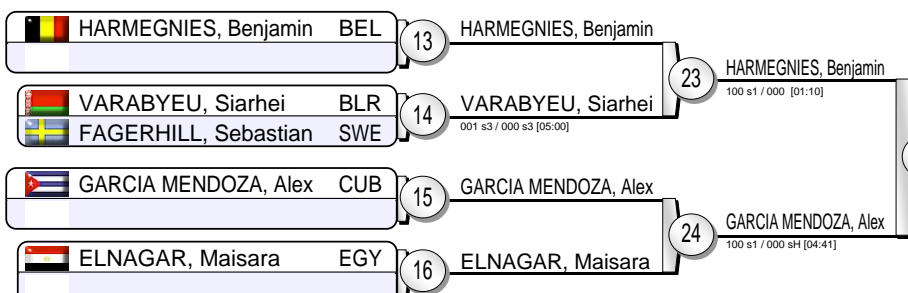 HARMEGNIES, Benjamin BEL
13
HARMEGNIES, Benjamin
23
HARMEGNIES, Benjamin
100 s1 / 000 [01:10]
VARABYEU, Siarhei BLR
FAGERHILL, Sebastian SWE
14
VARABYEU, Siarhei
001 s3 / 000 s3 [05:00]
GARCIA MENDOZA, Alex CUB
15
GARCIA MENDOZA, Alex
24
GARCIA MENDOZA, Alex
100 s1 / 000 sH [04:41]
ELNAGAR, Maisara EGY
16
ELNAGAR, Maisara